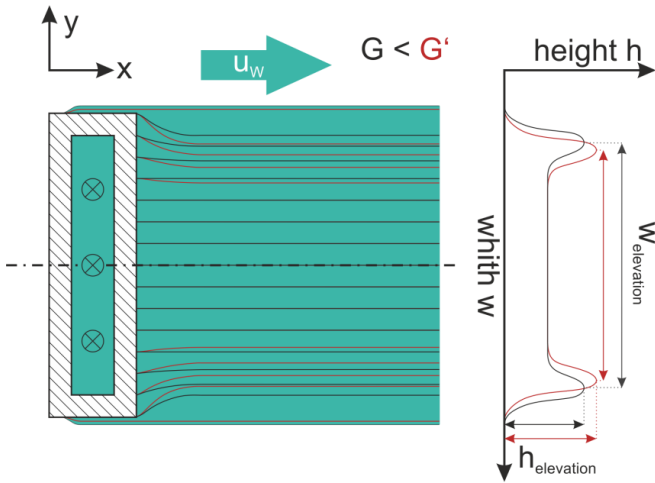 y
x
u_w
G < G‘
height h
whith w
w_elevation
h_elevation